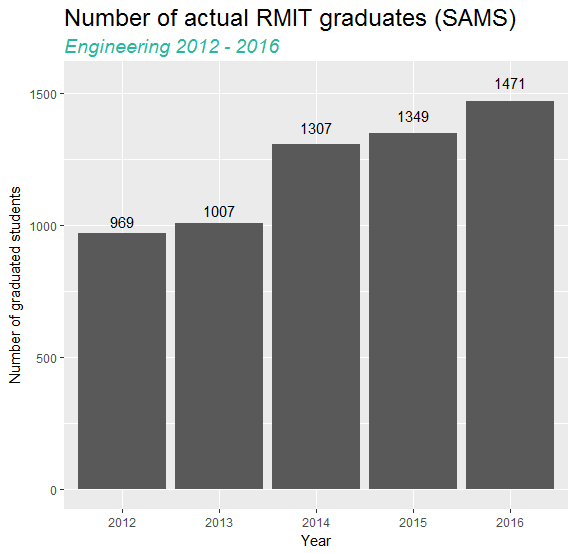 Number of actual RMIT graduates (SAMS)
Engineering 2012 - 2016
1500
1000
500
0
Number of graduated students
969
1007
1307
1349
1471
2012 2013 2014 2015 2016
Year